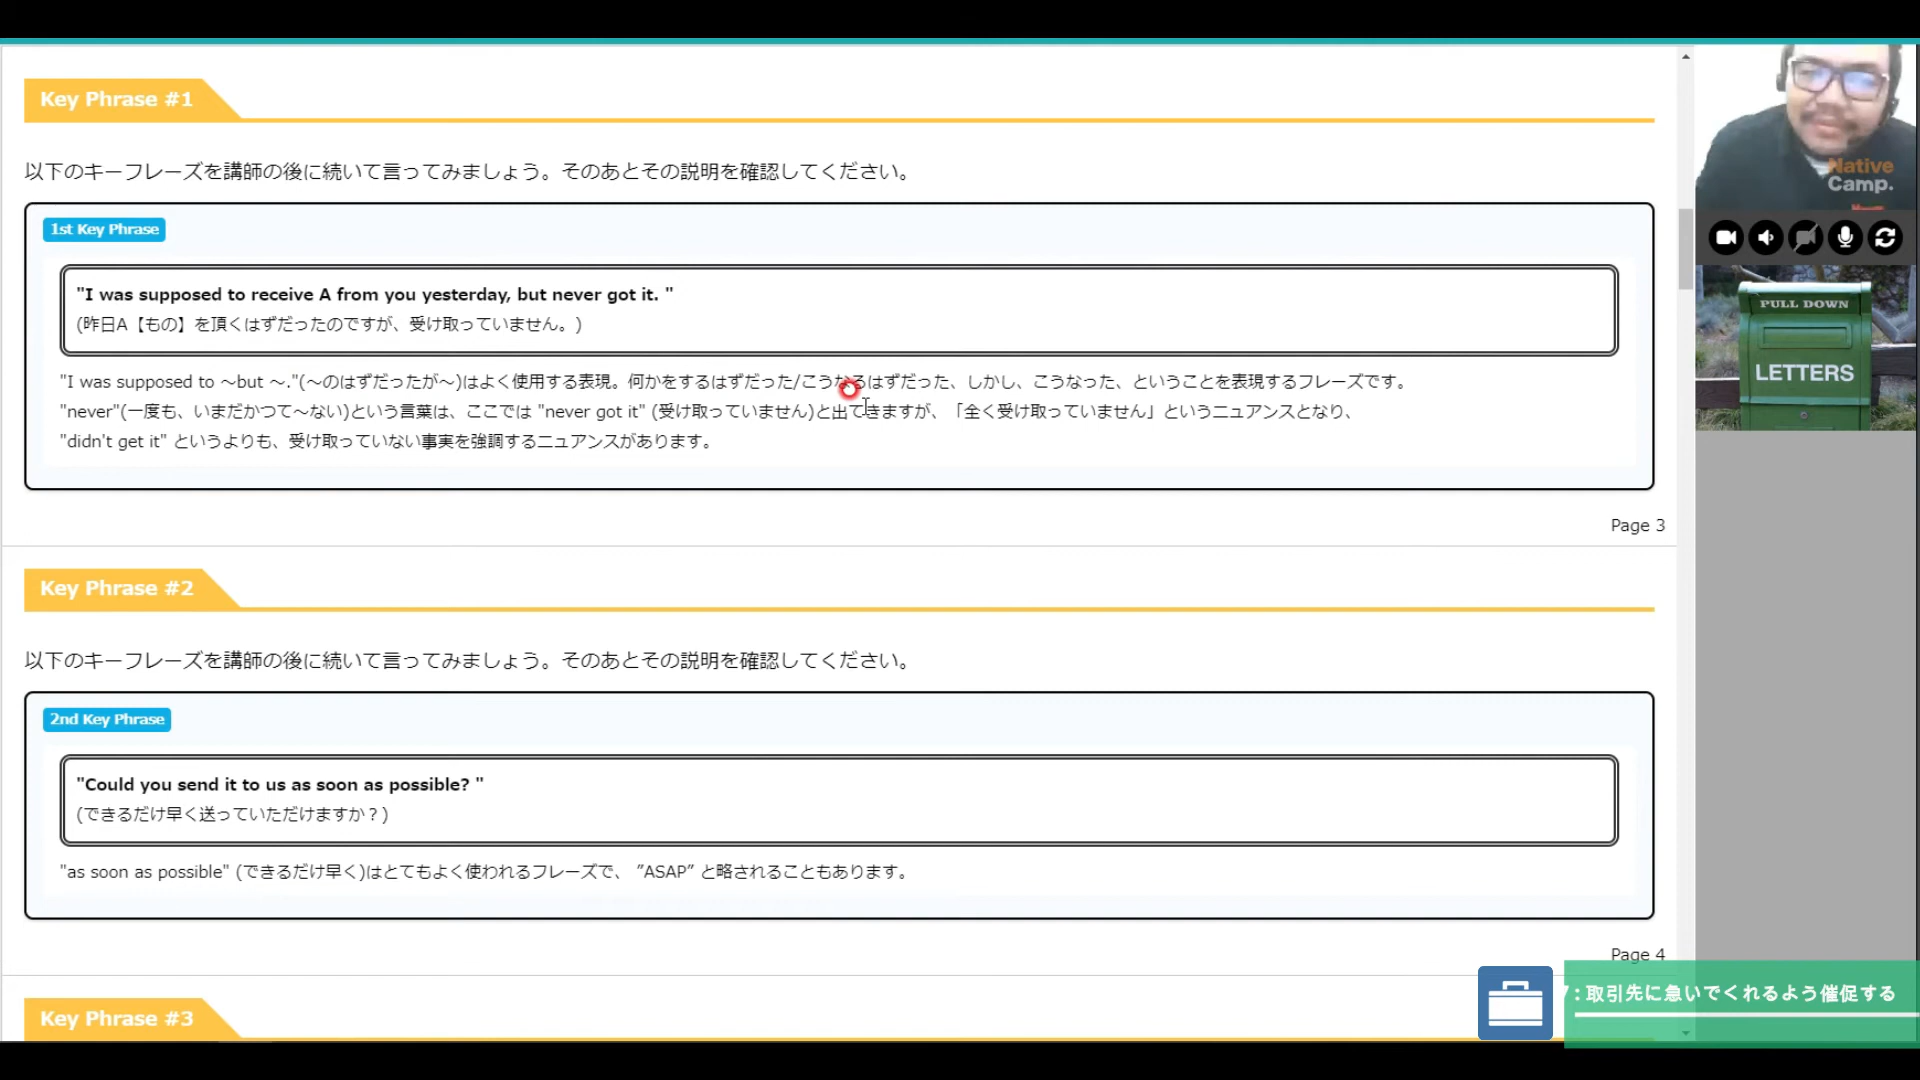 Key Phrase #1
以下のキーフレーズを講師の後に続いて言ってみましょう。そのあとその説明を確認してください。
1st Key Phrase
"I was supposed to receive A from you yesterday, but never got it. "
(昨日A【もの】を頂くはずだったのですが、受け取っていません。)
"I was supposed to ～but ～."(～のはずだったが～)はよく使用する表現。何かをするはずだった/こうなるはずだった、しかし、こうなった、ということを表現するフレーズです。
"never"(一度も、いまだかつて～ない)という言葉は、ここでは "never got it" (受け取っていません)と出てきますが、「全く受け取っていません」というニュアンスとなり、
"didn't get it" というよりも、受け取っていない事実を強調するニュアンスがあります。
Page 3
Key Phrase #2
以下のキーフレーズを講師の後に続いて言ってみましょう。そのあとその説明を確認してください。
2nd Key Phrase
"Could you send it to us as soon as possible? "
(できるだけ早く送っていただけますか？)
"as soon as possible" (できるだけ早く)はとてもよく使われるフレーズで、 ”ASAP” と略されることもあります。
Page 4
Key Phrase #3
Native
Camp.
PULL DOWN
LETTERS
: 取引先に急いでくれるよう催促する